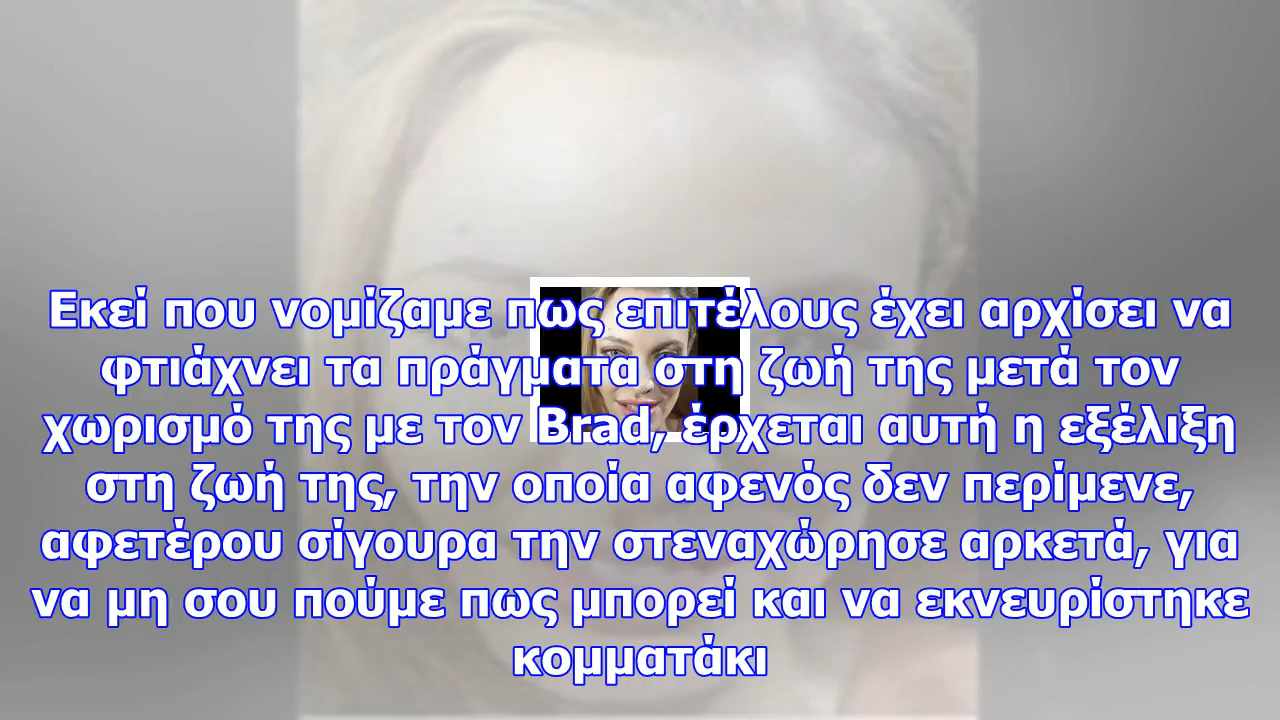 Εκεί που νομίζαμε πως επιτέλους έχει αρχίσει να
φτιάχνει τα πράγματα στη ζωή της μετά τον
χωρισμό της με τον Brad, έρχεται αυτή η εξέλιξη
στη ζωή της, την οποία αφενός δεν περίμενε,
αφετέρου σίγουρα την στεναχώρησε αρκετά, για
να μη σου πούμε πως μπορεί και να εκνευρίστηκε
κομματάκι